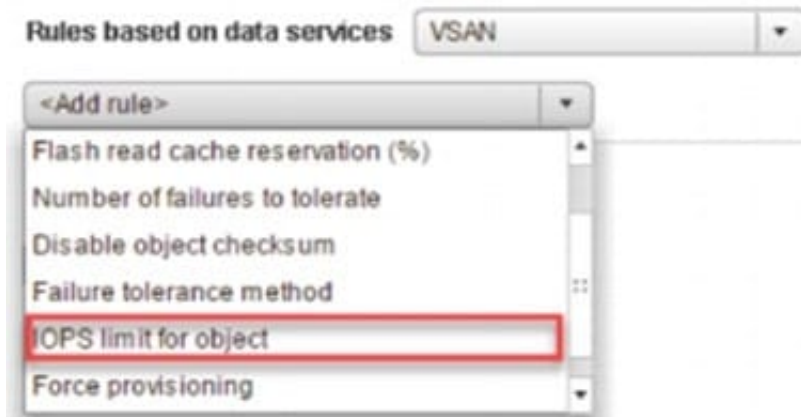 Rules based on data services VSAN
<Add rule>
Flash read cache reservation (%)
Number of failures to tolerate
Disable object checksum
Failure tolerance method
IOPS limit for object
Force provisioning